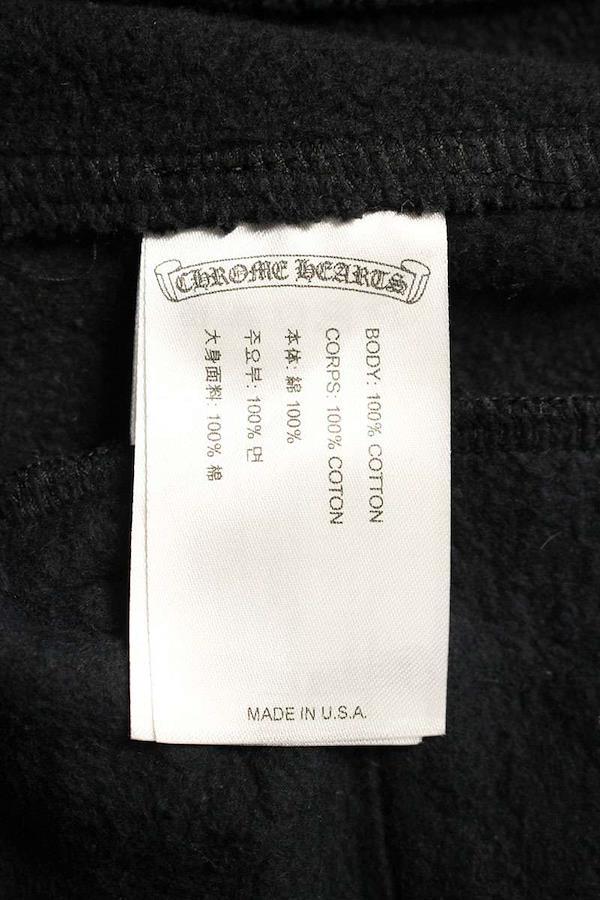 CHROME HEARTS
BODY: 100% COTTON
CORPS: 100% COTON
本体: 綿 100%
주요부: 100% 면
大身面料: 100% 棉
MADE IN U.S.A.